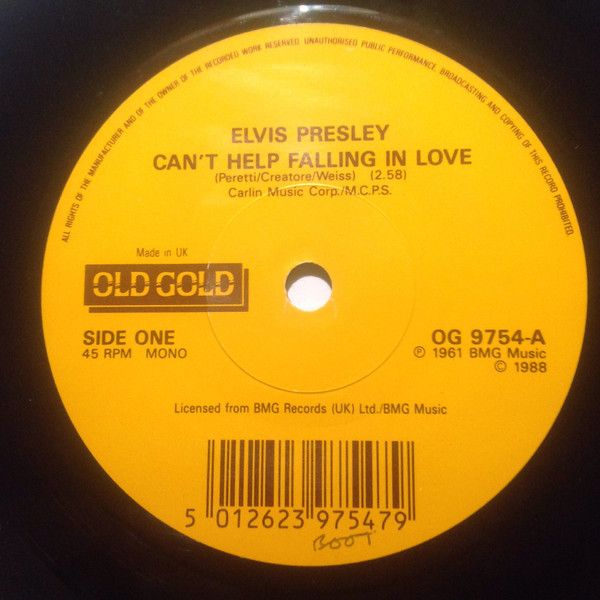 ALL RIGHTS OF THE MANUFACTURER AND OF THE OWNER OF THE RECORDED WORK RESERVED. UNAUTHORISED PUBLIC PERFORMANCE, BROADCASTING AND COPYING OF THIS RECORD PROHIBITED.
ELVIS PRESLEY
CAN'T HELP FALLING IN LOVE
(Peretti/Creatore/Weiss) (2.58)
Carlin Music Corp./M.C.P.S.
Made in UK
OLD GOLD
SIDE ONE
45 RPM MONO
OG 9754-A
℗ 1961 BMG Music
© 1988
Licensed from BMG Records (UK) Ltd./BMG Music
5 012623 975479
BOOT